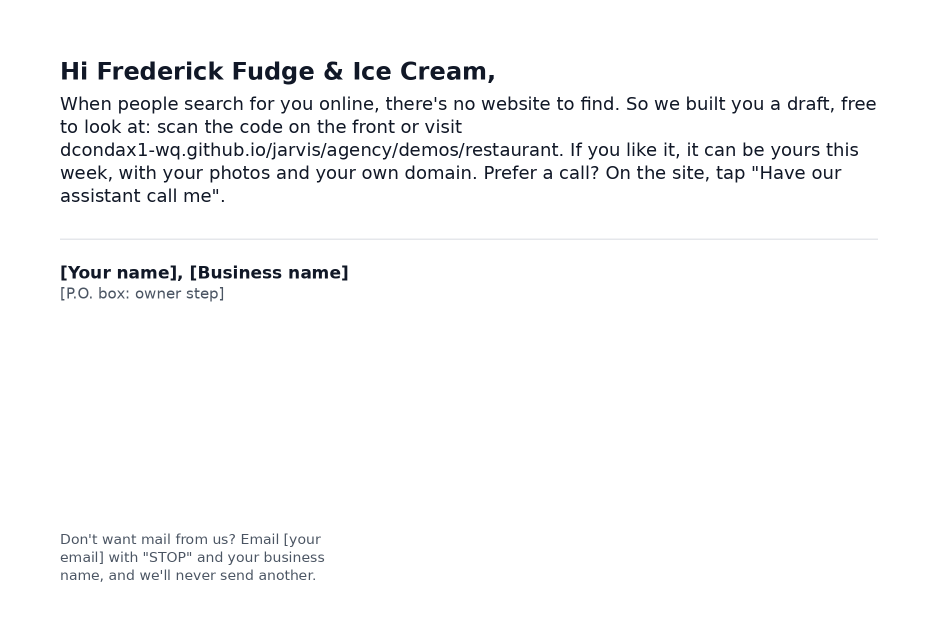 Hi Frederick Fudge & Ice Cream,
When people search for you online, there's no website to find. So we built you a draft, free
to look at: scan the code on the front or visit
dcondax1-wq.github.io/jarvis/agency/demos/restaurant. If you like it, it can be yours this
week, with your photos and your own domain. Prefer a call? On the site, tap "Have our
assistant call me".
[Your name], [Business name]
[P.O. box: owner step]
Don't want mail from us? Email [your
email] with "STOP" and your business
name, and we'll never send another.